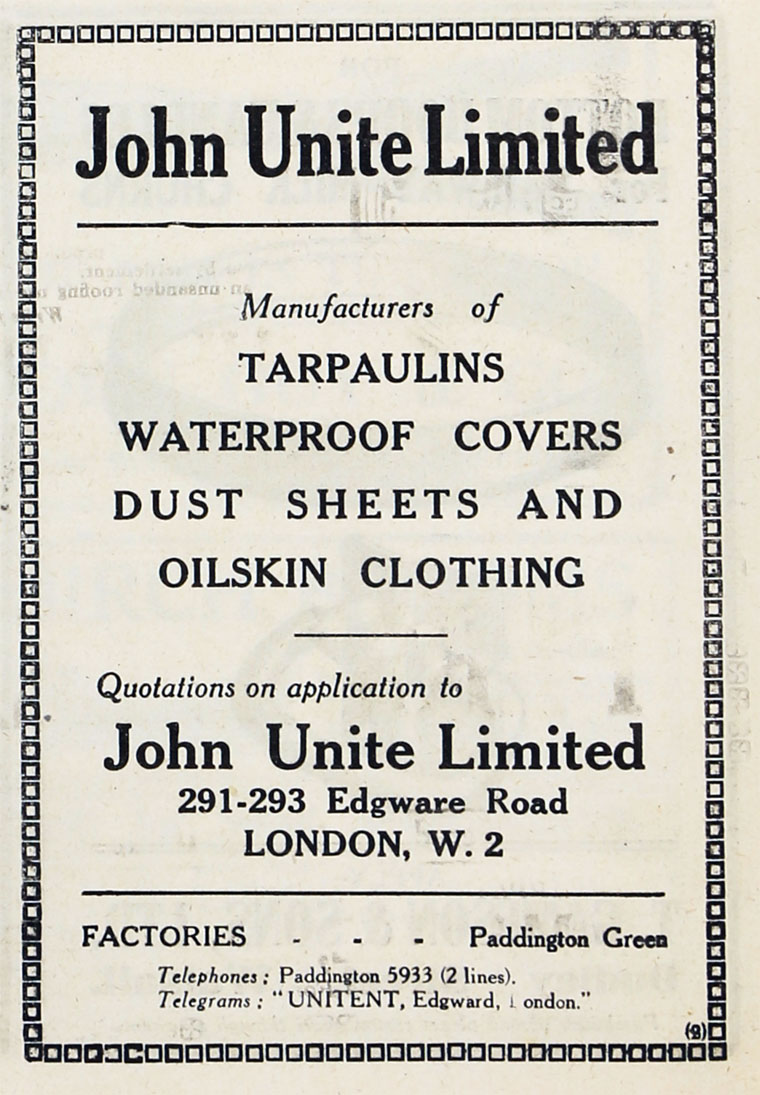 John Unite Limited
Manufacturers of
TARPAULINS
WATERPROOF COVERS
DUST SHEETS AND
OILSKIN CLOTHING
Quotations on application to
John Unite Limited
291-293 Edgware Road
LONDON, W. 2
FACTORIES - - - Paddington Green
Telephones : Paddington 5933 (2 lines).
Telegrams : "UNITENT, Edgward, London."